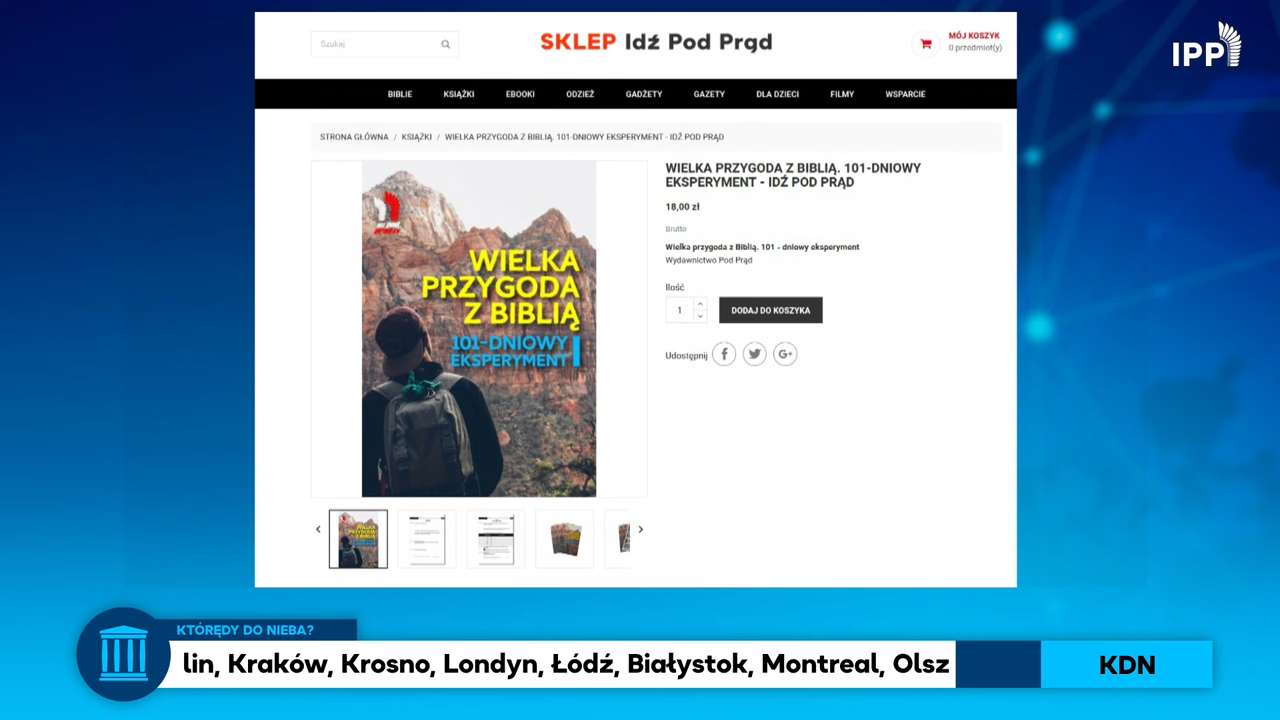 Szukaj
SKLEP Idź Pod Prąd
MÓJ KOSZYK
0 przedmiot(y)
IPP
BIBLIE KSIĄŻKI EBOOKI ODZIEŻ GADŻETY GAZETY DLA DZIECI FILMY WSPARCIE
STRONA GŁÓWNA / KSIĄŻKI / WIELKA PRZYGODA Z BIBLIĄ. 101-DNIOWY EKSPERYMENT - IDŹ POD PRĄD
WIELKA
PRZYGODA
Z BIBLIĄ
101-DNIOWY
EKSPERYMENT
WIELKA PRZYGODA Z BIBLIĄ. 101-DNIOWY
EKSPERYMENT - IDŹ POD PRĄD
18,00 zł
Brutto
Wielka przygoda z Biblią. 101 - dniowy eksperyment
Wydawnictwo Pod Prąd
Ilość
1
DODAJ DO KOSZYKA
Udostępnij
KTÓRĘDY DO NIEBA?
lin, Kraków, Krosno, Londyn, Łódź, Białystok, Montreal, Olsz
KDN